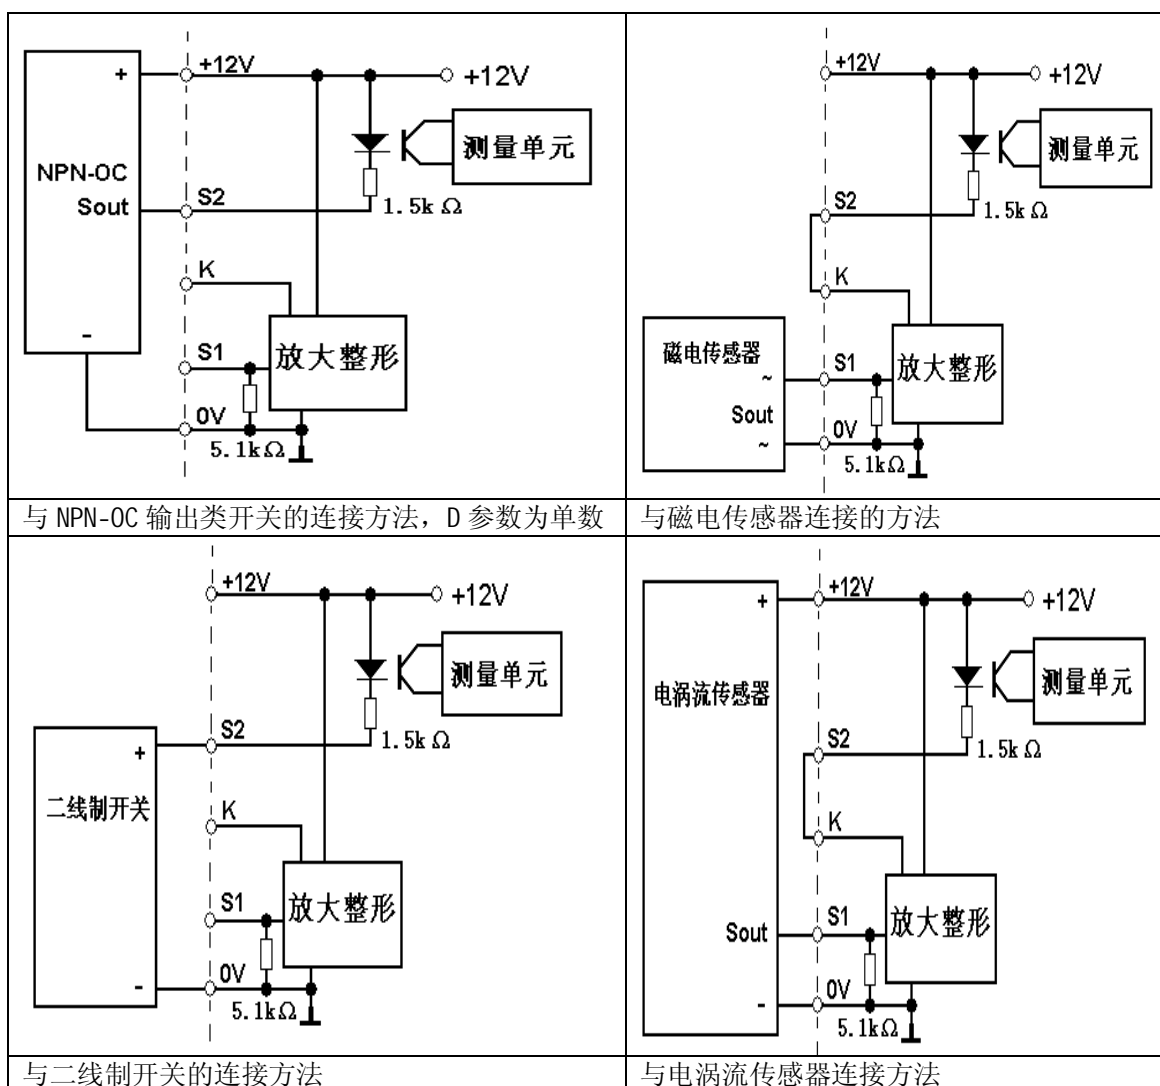 +12V
+12V
+
测量单元
NPN-OC
Sout
S2
1.5kΩ
K
-
S1
放大整形
0V
5.1kΩ
与 NPN-OC 输出类开关的连接方法，D 参数为单数
+12V
+12V
测量单元
S2
1.5kΩ
K
磁电传感器
~
S1
放大整形
Sout
0V
~
5.1kΩ
与磁电传感器连接的方法
+12V
+12V
测量单元
S2
+
1.5kΩ
二线制开关
K
S1
放大整形
0V
-
5.1kΩ
与二线制开关的连接方法
+
+12V
+12V
测量单元
电涡流传感器
S2
1.5kΩ
K
S1
放大整形
Sout
0V
-
5.1kΩ
与电涡流传感器连接方法